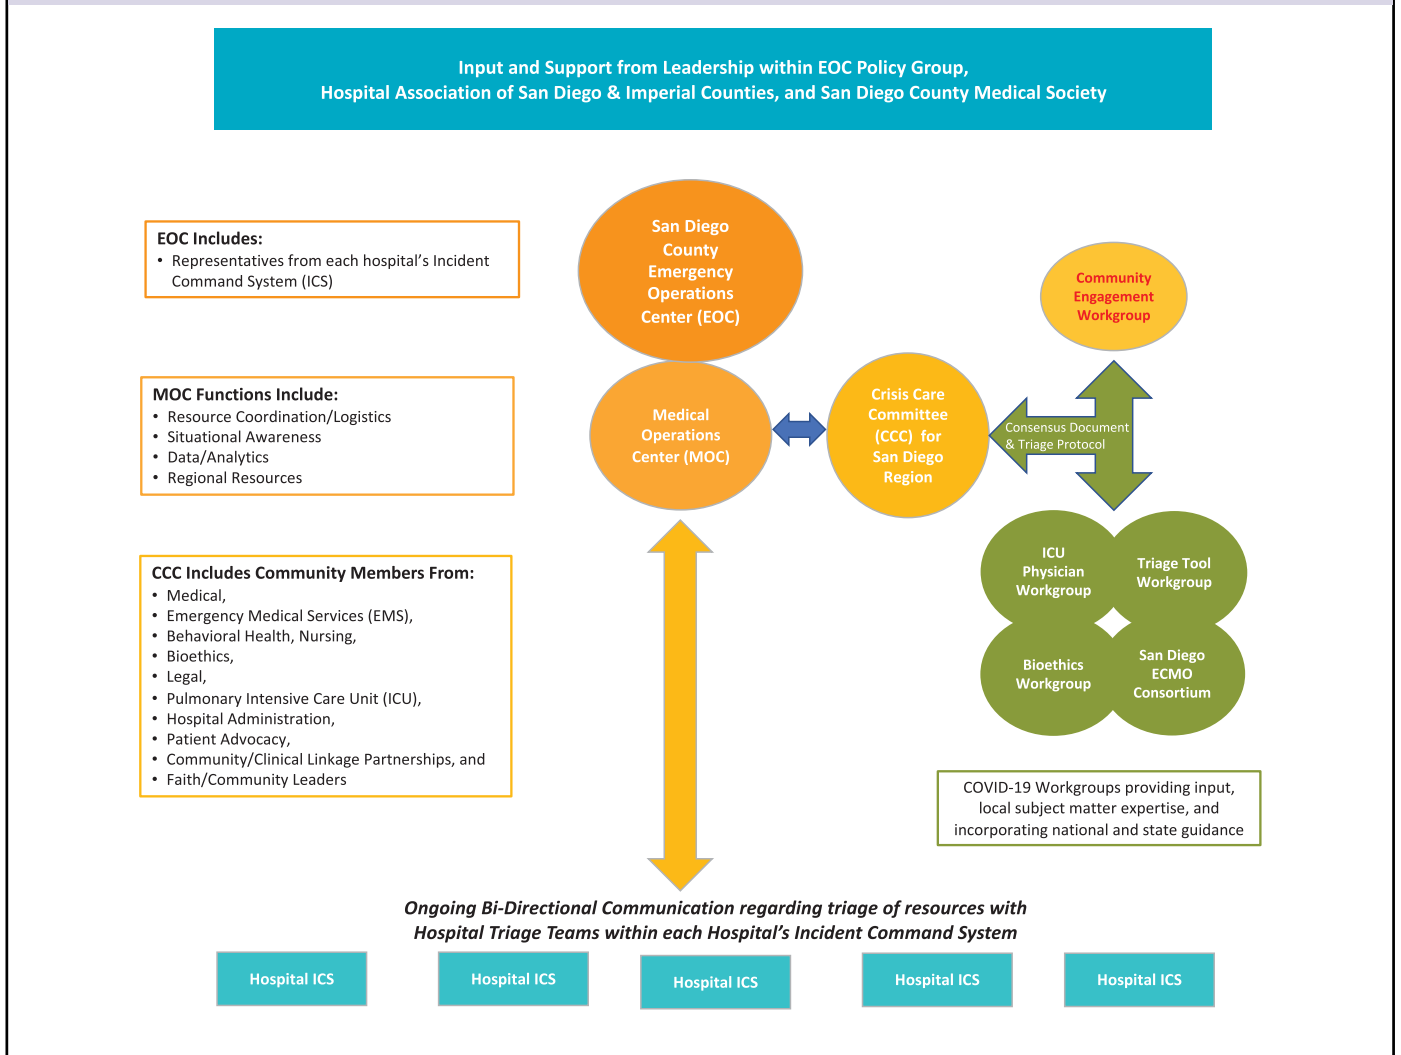 Input and Support from Leadership within EOC Policy Group,
Hospital Association of San Diego & Imperial Counties, and San Diego County Medical Society
San Diego
County
Emergency
Operations
Center (EOC)
EOC Includes:
• Representatives from each hospital’s Incident
Command System (ICS)
Community
Engagement
Workgroup
MOC Functions Include:
• Resource Coordination/Logistics
• Situational Awareness
• Data/Analytics
• Regional Resources
Medical
Operations
Center (MOC)
Crisis Care
Committee
(CCC) for
San Diego
Region
Consensus Document
& Triage Protocol
ICU
Physician
Workgroup
Triage Tool
Workgroup
Bioethics
Workgroup
San Diego
ECMO
Consortium
CCC Includes Community Members From:
• Medical,
• Emergency Medical Services (EMS),
• Behavioral Health, Nursing,
• Bioethics,
• Legal,
• Pulmonary Intensive Care Unit (ICU),
• Hospital Administration,
• Patient Advocacy,
• Community/Clinical Linkage Partnerships, and
• Faith/Community Leaders
COVID-19 Workgroups providing input,
local subject matter expertise, and
incorporating national and state guidance
Ongoing Bi-Directional Communication regarding triage of resources with
Hospital Triage Teams within each Hospital’s Incident Command System
Hospital ICS
Hospital ICS
Hospital ICS
Hospital ICS
Hospital ICS